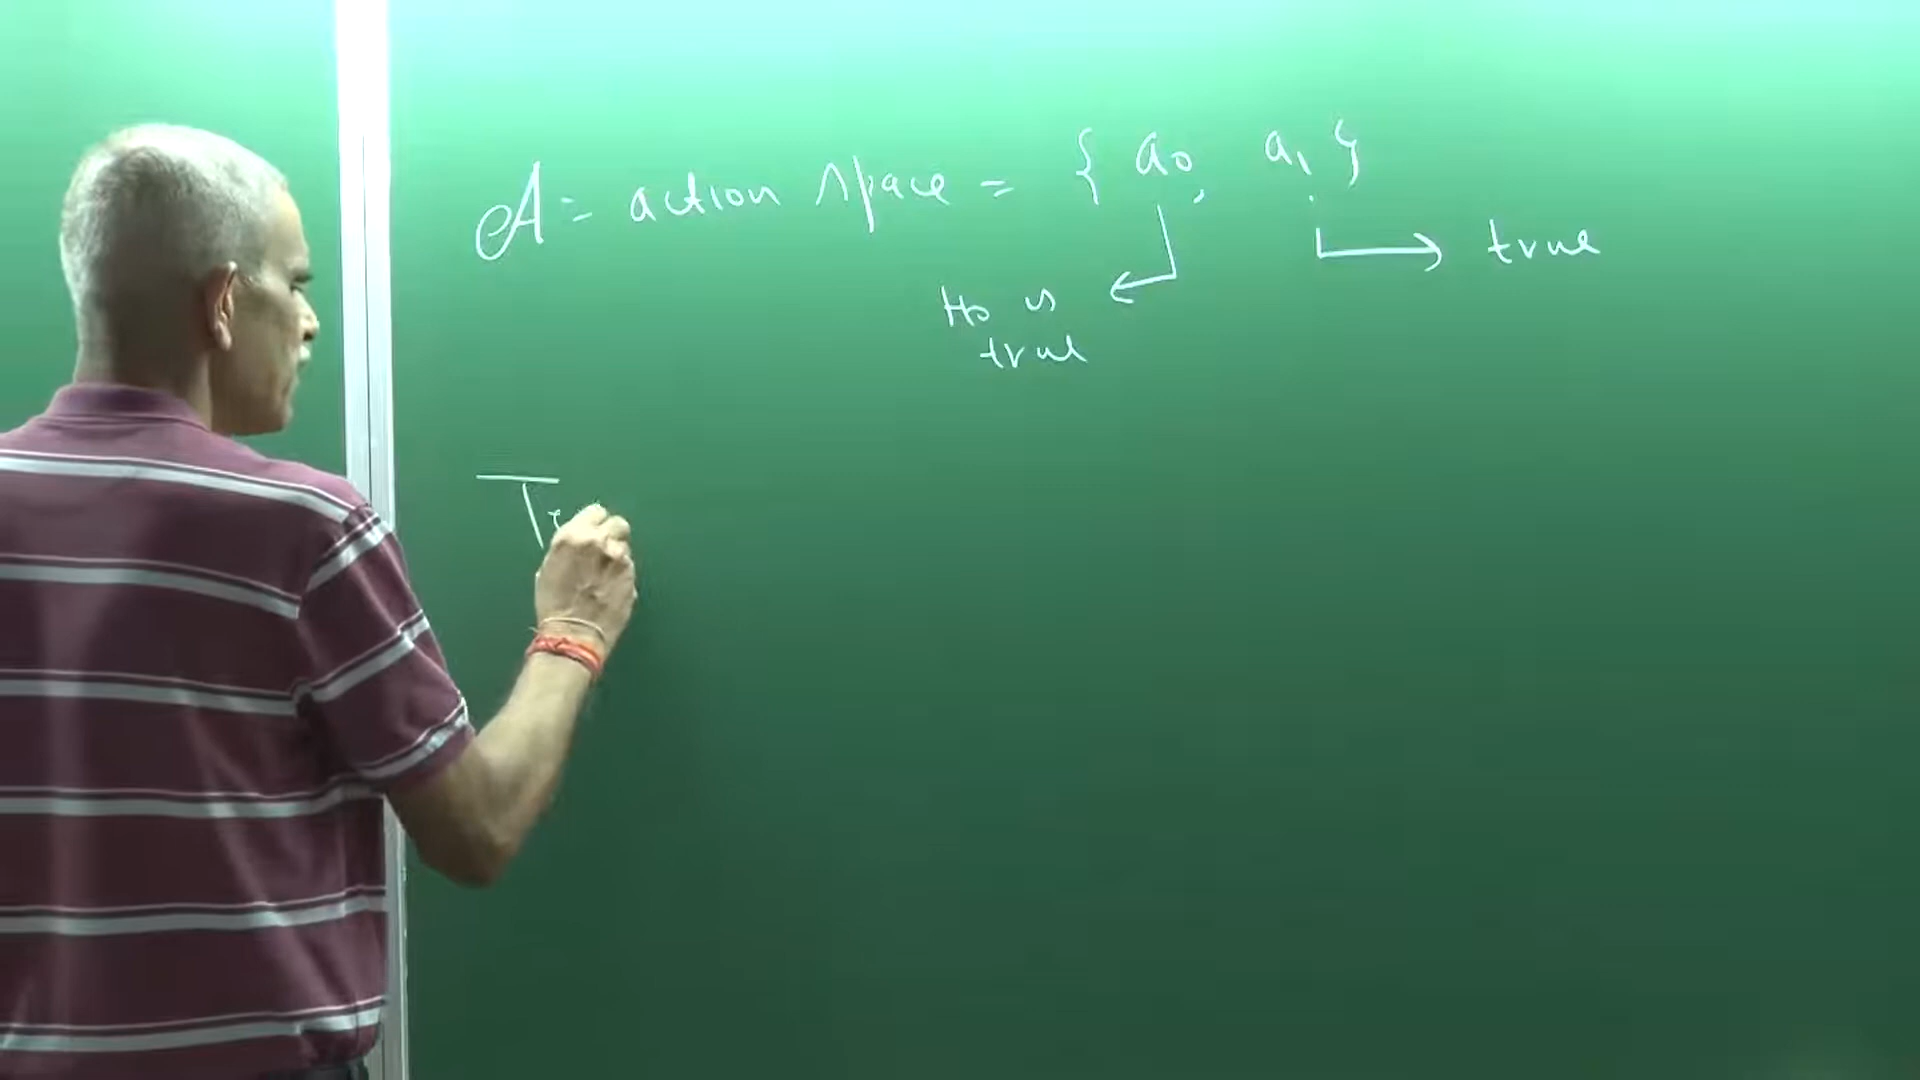 𝒜 = action space = { a₀, a₁ }
true
H₀ is
true
T